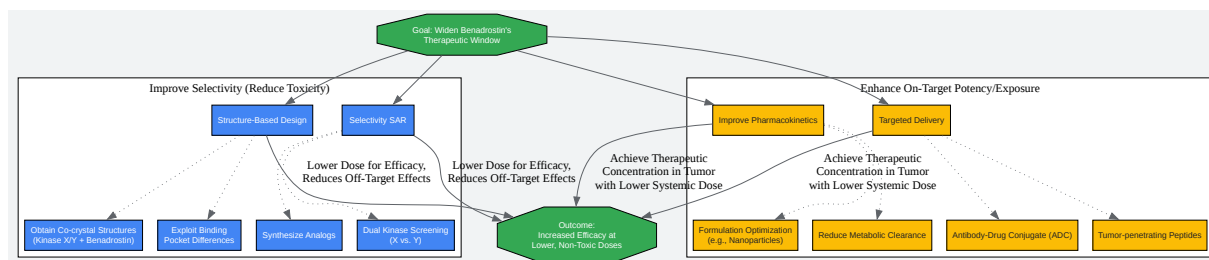 Goal: Widen Benadrostin's
Therapeutic Window
Improve Selectivity (Reduce Toxicity)
Enhance On-Target Potency/Exposure
Structure-Based Design
Selectivity SAR
Improve Pharmacokinetics
Targeted Delivery
Lower Dose for Efficacy,
Reduces Off-Target Effects
Lower Dose for Efficacy,
Reduces Off-Target Effects
Achieve Therapeutic
Concentration in Tumor
with Lower Systemic Dose
Achieve Therapeutic
Concentration in Tumor
with Lower Systemic Dose
Obtain Co-crystal Structures
(Kinase X/Y + Benadrostin)
Exploit Binding
Pocket Differences
Synthesize Analogs
Dual Kinase Screening
(X vs. Y)
Outcome:
Increased Efficacy at
Lower, Non-Toxic Doses
Formulation Optimization
(e.g., Nanoparticles)
Reduce Metabolic Clearance
Antibody-Drug Conjugate (ADC)
Tumor-penetrating Peptides